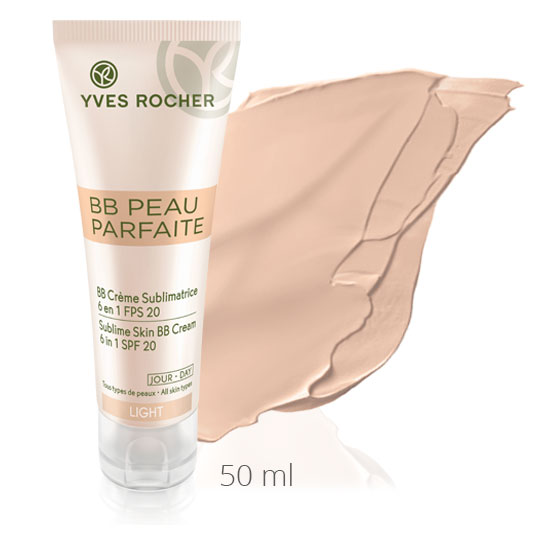 YVES ROCHER
BB PEAU
PARFAITE
BB Crème Sublimatrice
6 en 1 FPS 20
Sublime Skin BB Cream
6 in 1 SPF 20
JOUR - DAY
Tous types de peaux - All skin types
LIGHT
50 ml